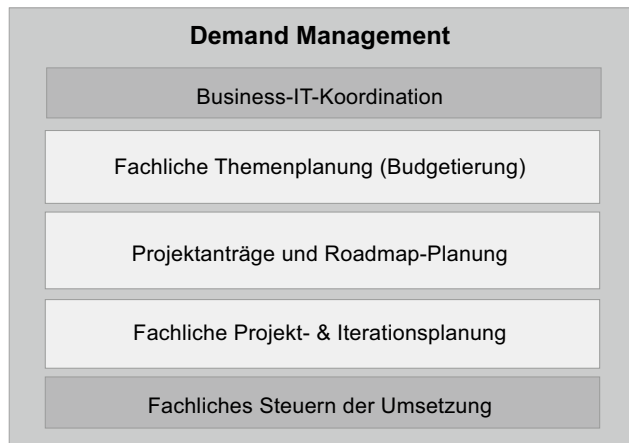 Demand Management
Business-IT-Koordination
Fachliche Themenplanung (Budgetierung)
Projektanträge und Roadmap-Planung
Fachliche Projekt- & Iterationsplanung
Fachliches Steuern der Umsetzung